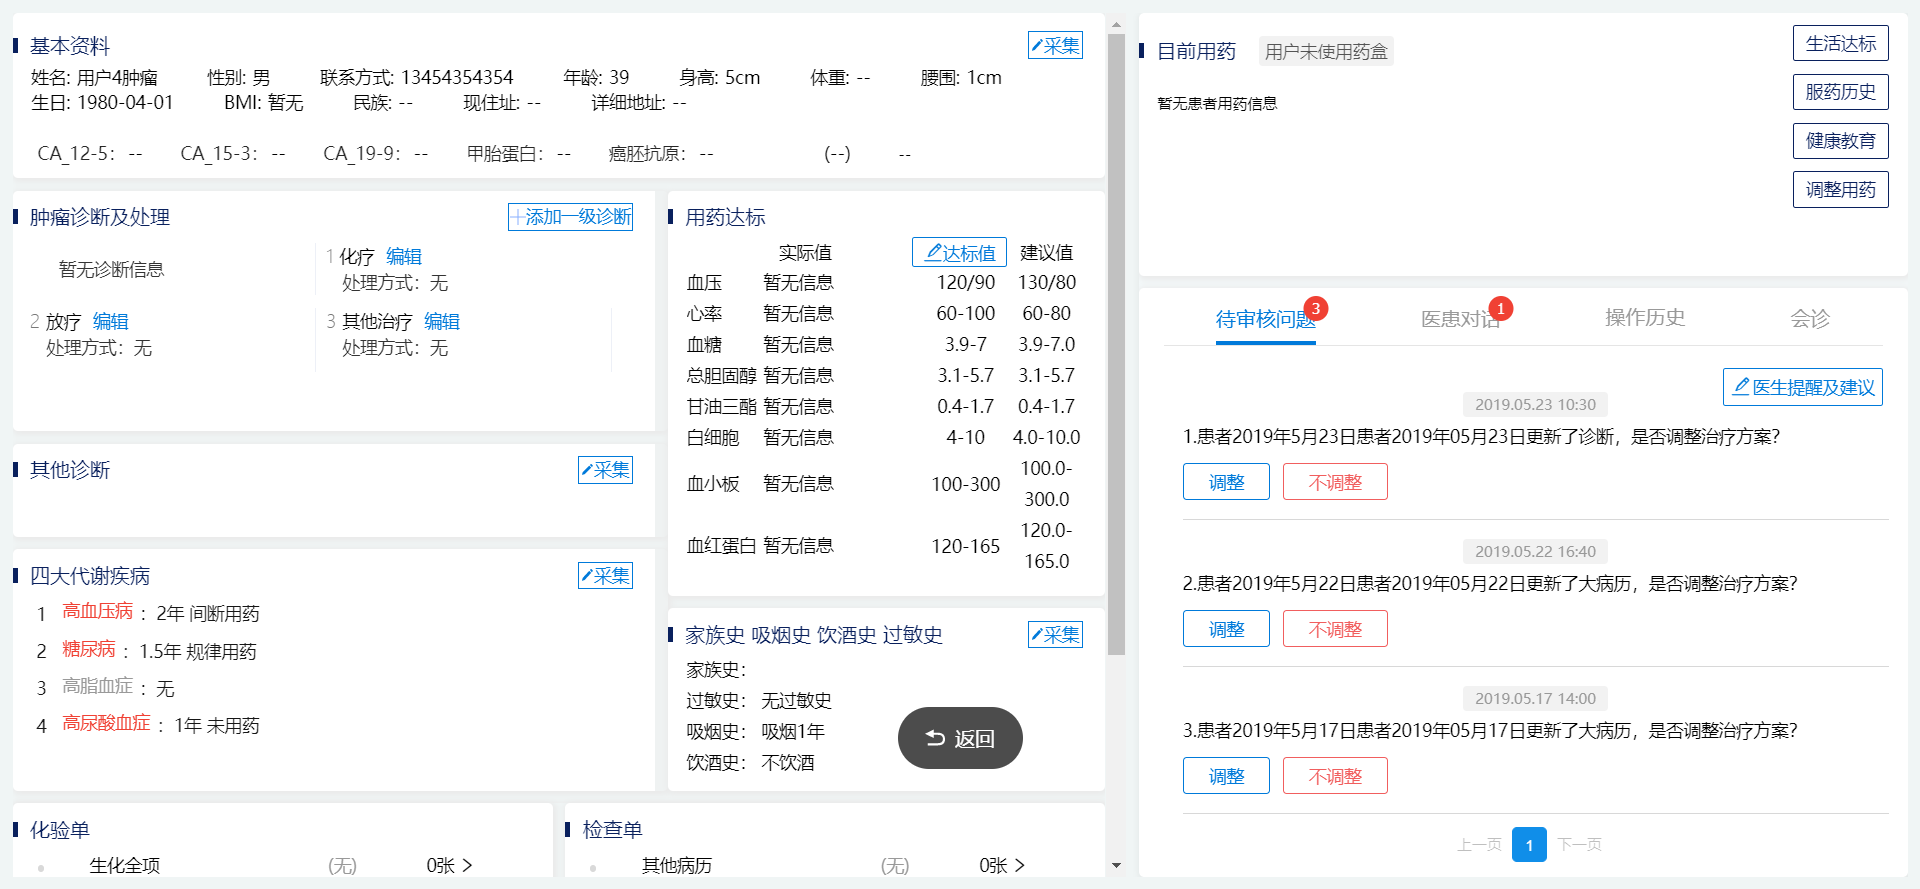 基本资料
采集
姓名: 用户4肿瘤 性别: 男 联系方式: 13454354354 年龄: 39 身高: 5cm 体重: -- 腰围: 1cm
生日: 1980-04-01 BMI: 暂无 民族: -- 现住址: -- 详细地址: --
CA_12-5： -- CA_15-3： -- CA_19-9： -- 甲胎蛋白： -- 癌胚抗原： -- (--) --
肿瘤诊断及处理
添加一级诊断
暂无诊断信息
1 化疗 编辑
处理方式：无
2 放疗 编辑
处理方式：无
3 其他治疗 编辑
处理方式：无
其他诊断
采集
四大代谢疾病
采集
1 高血压病 ： 2年 间断用药
2 糖尿病 ： 1.5年 规律用药
3 高脂血症 ： 无
4 高尿酸血症 ： 1年 未用药
用药达标
实际值 达标值 建议值
血压 暂无信息 120/90 130/80
心率 暂无信息 60-100 60-80
血糖 暂无信息 3.9-7 3.9-7.0
总胆固醇 暂无信息 3.1-5.7 3.1-5.7
甘油三酯 暂无信息 0.4-1.7 0.4-1.7
白细胞 暂无信息 4-10 4.0-10.0
血小板 暂无信息 100-300 100.0-
300.0
血红蛋白 暂无信息 120-165 120.0-
165.0
家族史 吸烟史 饮酒史 过敏史
采集
家族史：
过敏史： 无过敏史
吸烟史： 吸烟1年
饮酒史： 不饮酒
返回
化验单
生化全项 (无) 0张
检查单
其他病历 (无) 0张
目前用药 用户未使用药盒
暂无患者用药信息
生活达标
服药历史
健康教育
调整用药
待审核问题 3 医患对话 1 操作历史 会诊
医生提醒及建议
2019.05.23 10:30
1.患者2019年5月23日患者2019年05月23日更新了诊断，是否调整治疗方案?
调整 不调整
2019.05.22 16:40
2.患者2019年5月22日患者2019年05月22日更新了大病历，是否调整治疗方案?
调整 不调整
2019.05.17 14:00
3.患者2019年5月17日患者2019年05月17日更新了大病历，是否调整治疗方案?
调整 不调整
上一页 1 下一页